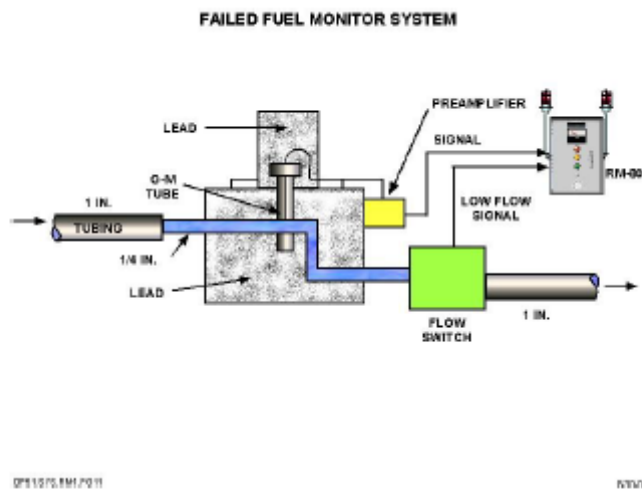 FAILED FUEL MONITOR SYSTEM
PREAMPLIFIER
LEAD
SIGNAL
G-M
TUBE
1 IN.
TUBING
LOW FLOW
SIGNAL
1/4 IN.
LEAD
FLOW
SWITCH
1 IN.